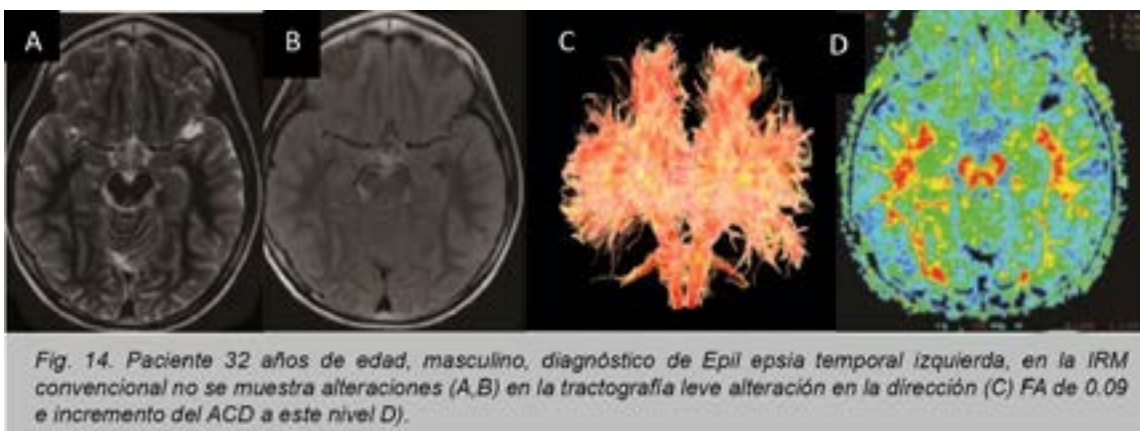 A
B
C
D
Fig. 14. Paciente 32 años de edad, masculino, diagnóstico de Epil epsia temporal izquierda, en la IRM
convencional no se muestra alteraciones (A,B) en la tractografía leve alteración en la dirección (C) FA de 0.09
e incremento del ACD a este nivel D).